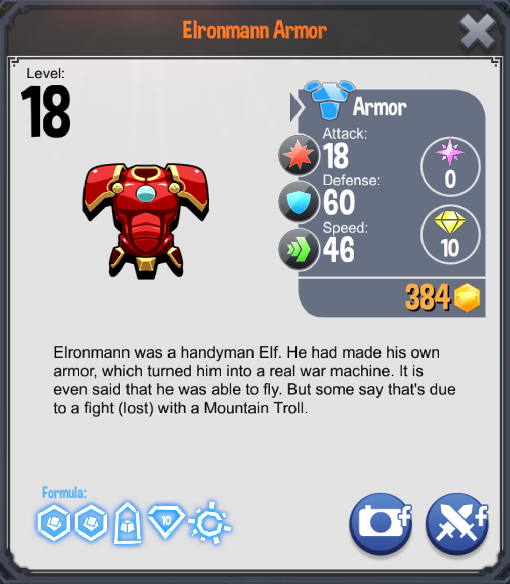 Elronmann Armor
Level:
18
Armor
Attack:
18
Defense:
60
Speed:
46
0
10
384
Elronmann was a handyman Elf. He had made his own
armor, which turned him into a real war machine. It is
even said that he was able to fly. But some say that's due
to a fight (lost) with a Mountain Troll.
Formula:
10
f
f